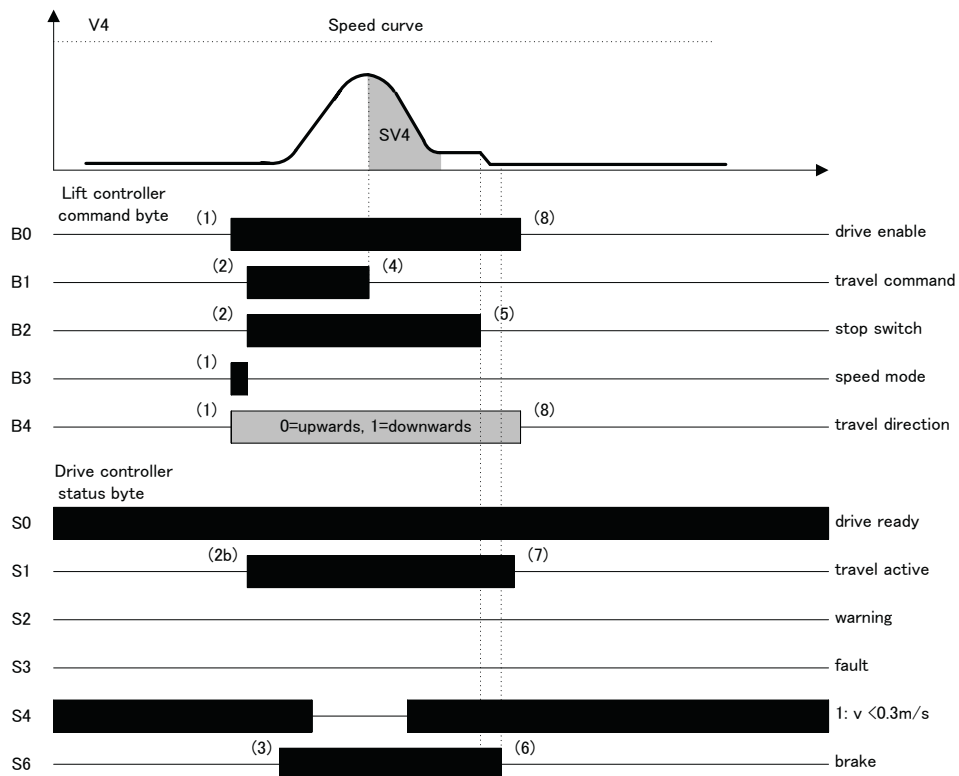 V4 Speed curve
SV4
Lift controller
command byte
(1) (8)
B0 drive enable
(2) (4)
B1 travel command
(2) (5)
B2 stop switch
(1)
B3 speed mode
(1) (8)
B4 0=upwards, 1=downwards travel direction
Drive controller
status byte
S0 drive ready
(2b) (7)
S1 travel active
S2 warning
S3 fault
S4 1: v <0.3m/s
(3) (6)
S6 brake